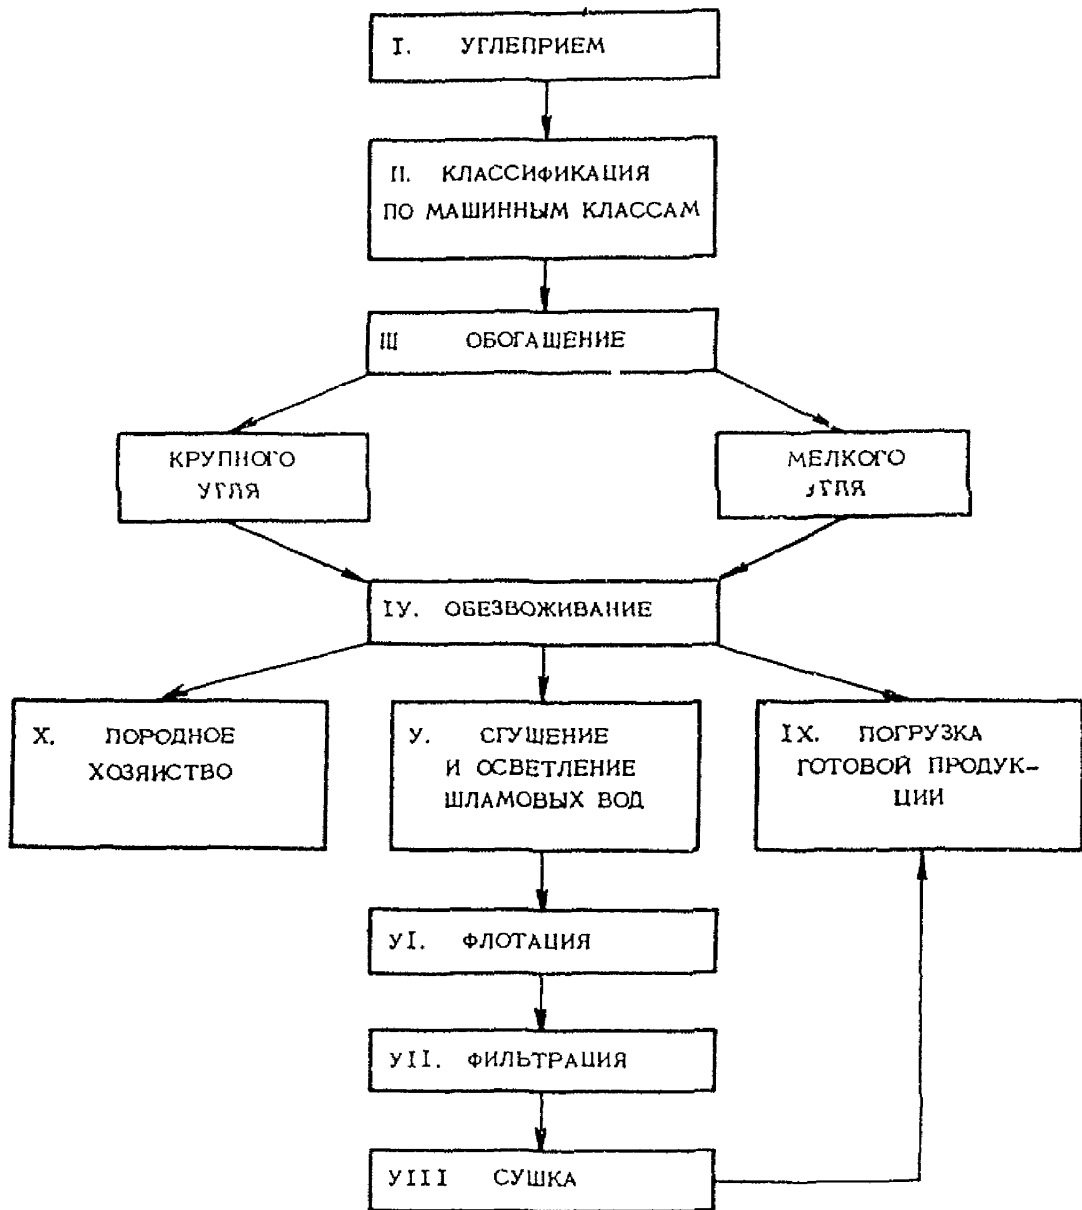 I. УГЛЕПРИЕМ
II. КЛАССИФИКАЦИЯ
ПО МАШИННЫМ КЛАССАМ
III ОБОГАЩЕНИЕ
КРУПНОГО
УГЛЯ
МЕЛКОГО
УГЛЯ
IУ. ОБЕЗВОЖИВАНИЕ
X. ПОРОДНОЕ
ХОЗЯЙСТВО
У. СГУЩЕНИЕ
И ОСВЕТЛЕНИЕ
ШЛАМОВЫХ ВОД
IX. ПОГРУЗКА
ГОТОВОЙ ПРОДУК-
ЦИИ
УI. ФЛОТАЦИЯ
УII. ФИЛЬТРАЦИЯ
УIII СУШКА